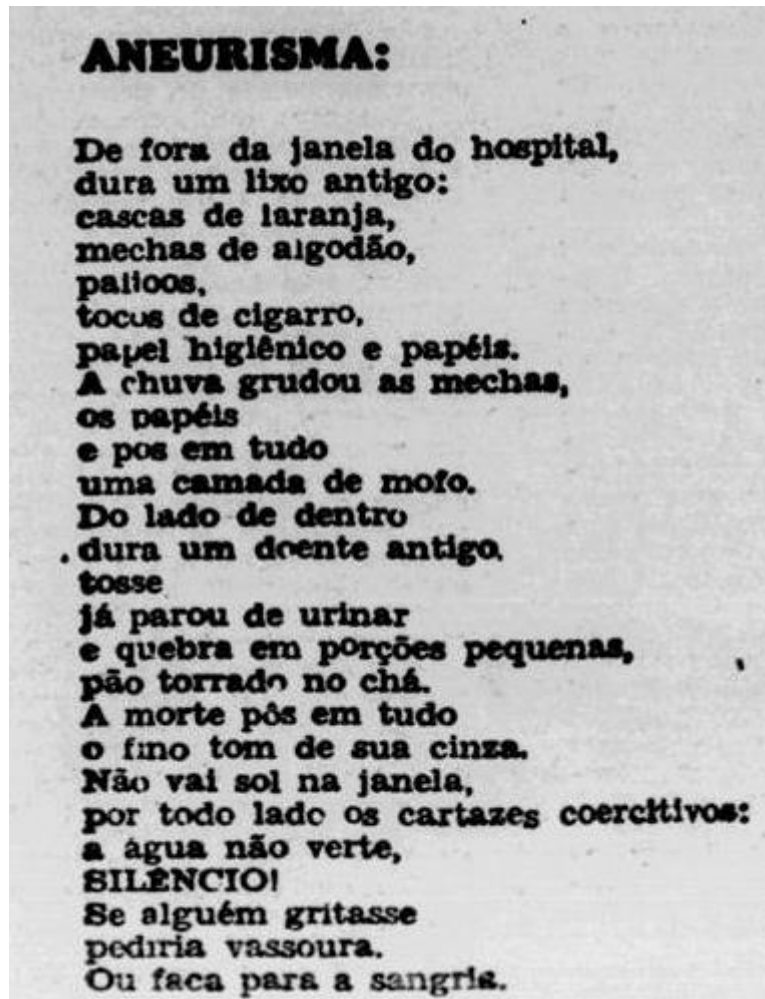 ANEURISMA:
De fora da janela do hospital,
dura um lixo antigo:
cascas de laranja,
mechas de algodão,
palitos,
tocos de cigarro,
papel higiênico e papéis.
A chuva grudou as mechas,
os papéis
e pos em tudo
uma camada de mofo.
Do lado de dentro
dura um doente antigo,
tosse
já parou de urinar
e quebra em porções pequenas,
pão torrado no chá.
A morte pôs em tudo
o fino tom de sua cinza.
Não vai sol na janela,
por todo lado os cartazes coercitivos:
a água não verte,
SILÊNCIO!
Se alguém gritasse
pediria vassoura.
Ou faca para a sangria.